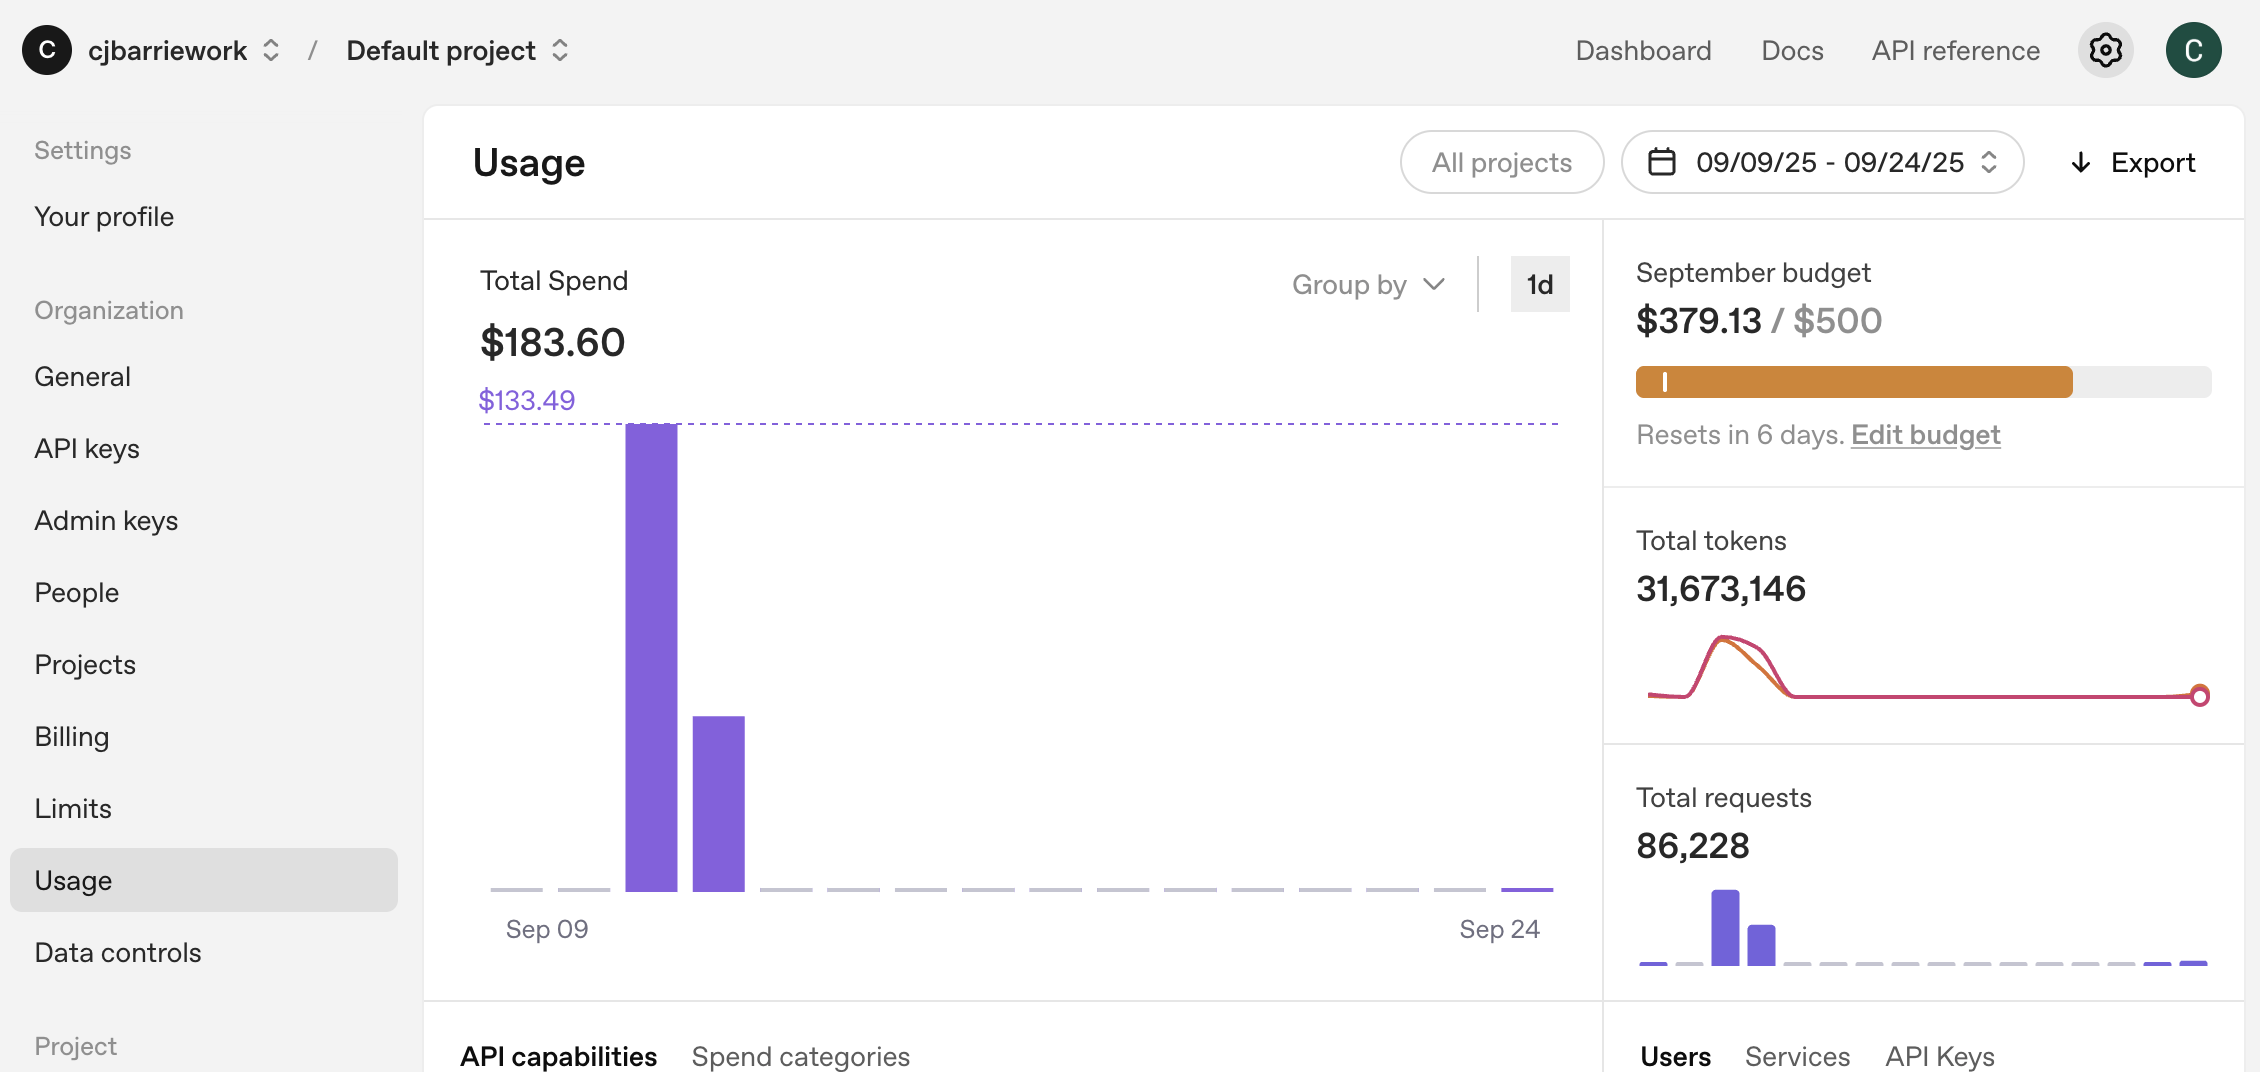 C cjbarriework / Default project Dashboard Docs API reference C
Settings
Your profile
Organization
General
API keys
Admin keys
People
Projects
Billing
Limits
Usage
Data controls
Project
Usage All projects 09/09/25 - 09/24/25 Export
Total Spend Group by 1d
$183.60
$133.49
Sep 09 Sep 24
API capabilities Spend categories
September budget
$379.13 / $500
Resets in 6 days. Edit budget
Total tokens
31,673,146
Total requests
86,228
Users Services API Keys